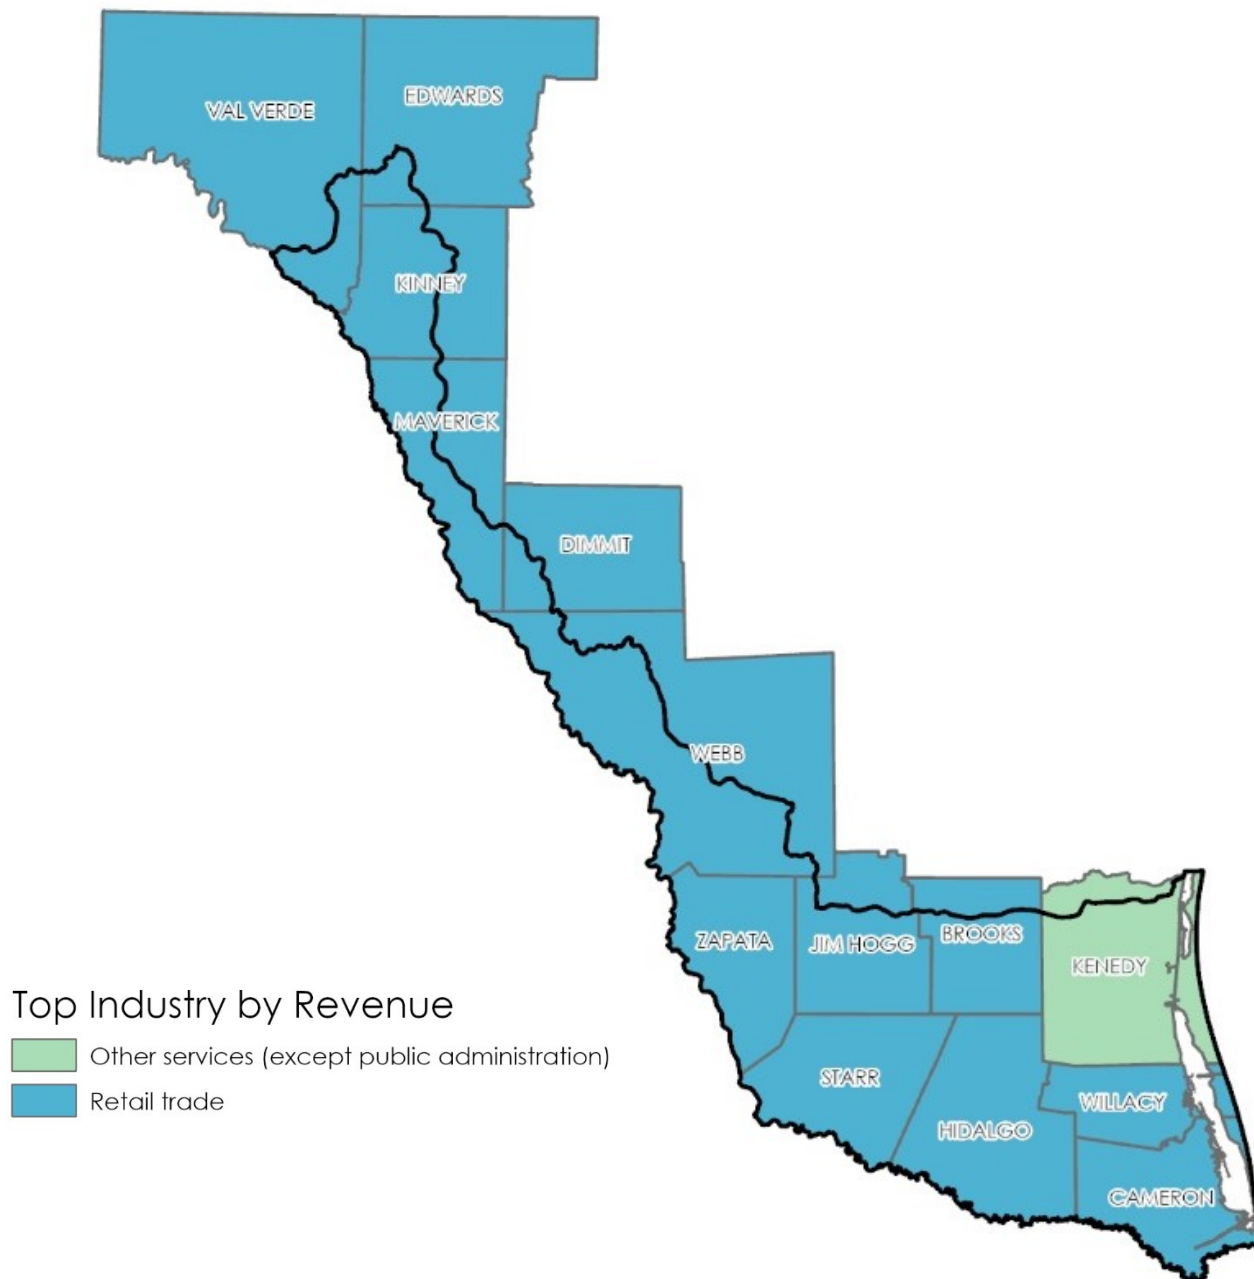 VAL VERDE
EDWARDS
KINNEY
MAVERICK
DIMMIT
WEBB
ZAPATA
JIM HOGG
BROOKS
KENEDY
STARR
HIDALGO
WILLACY
CAMERON
Top Industry by Revenue
Other services (except public administration)
Retail trade